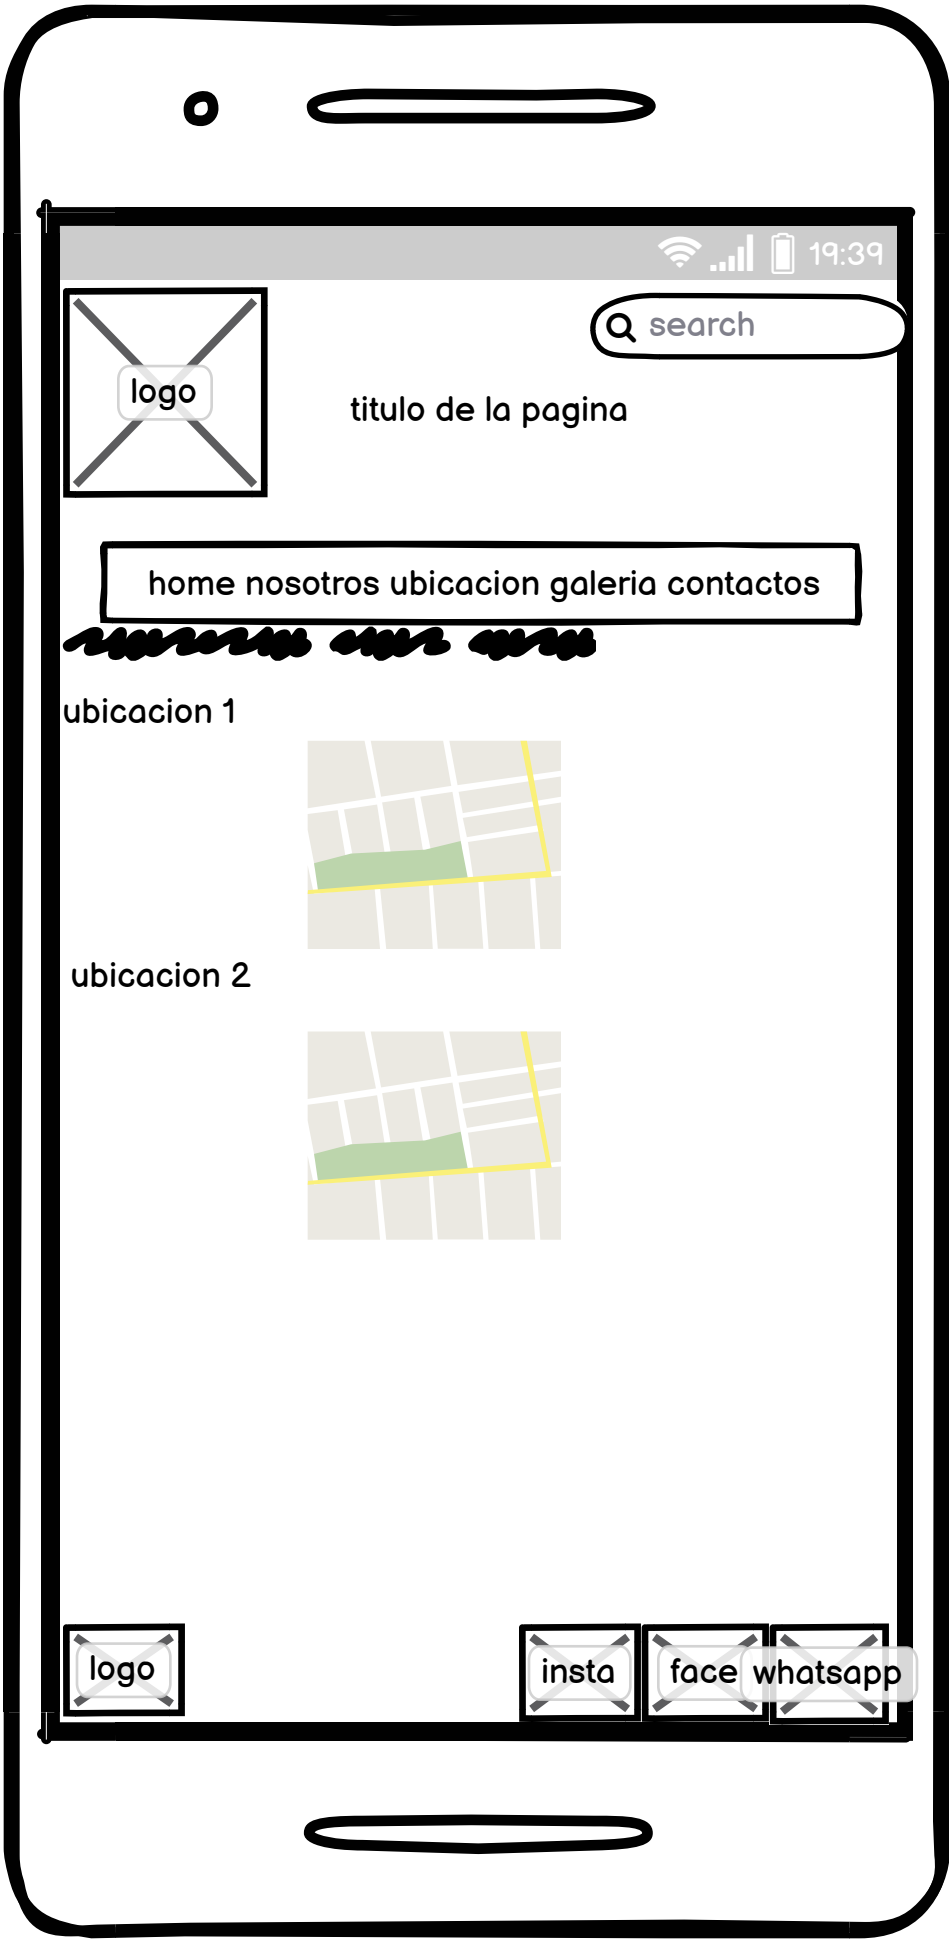 19:39
search
logo
titulo de la pagina
home nosotros ubicacion galeria contactos
ubicacion 1
ubicacion 2
logo
insta
face
whatsapp